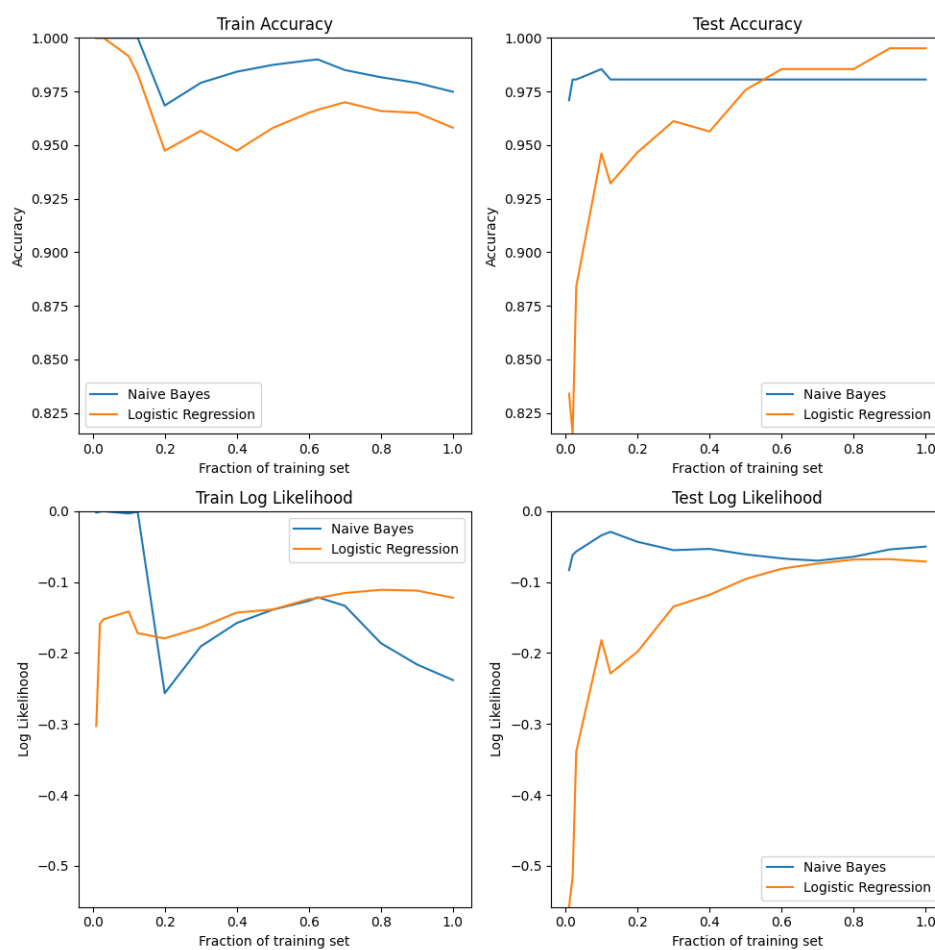 Train Accuracy
1.000
0.975
0.950
0.925
0.900
0.875
0.850
0.825
Accuracy
Naive Bayes
Logistic Regression
0.0 0.2 0.4 0.6 0.8 1.0
Fraction of training set
Test Accuracy
1.000
0.975
0.950
0.925
0.900
0.875
0.850
0.825
Accuracy
Naive Bayes
Logistic Regression
0.0 0.2 0.4 0.6 0.8 1.0
Fraction of training set
Train Log Likelihood
0.0
−0.1
−0.2
−0.3
−0.4
−0.5
Log Likelihood
Naive Bayes
Logistic Regression
0.0 0.2 0.4 0.6 0.8 1.0
Fraction of training set
Test Log Likelihood
0.0
−0.1
−0.2
−0.3
−0.4
−0.5
Log Likelihood
Naive Bayes
Logistic Regression
0.0 0.2 0.4 0.6 0.8 1.0
Fraction of training set